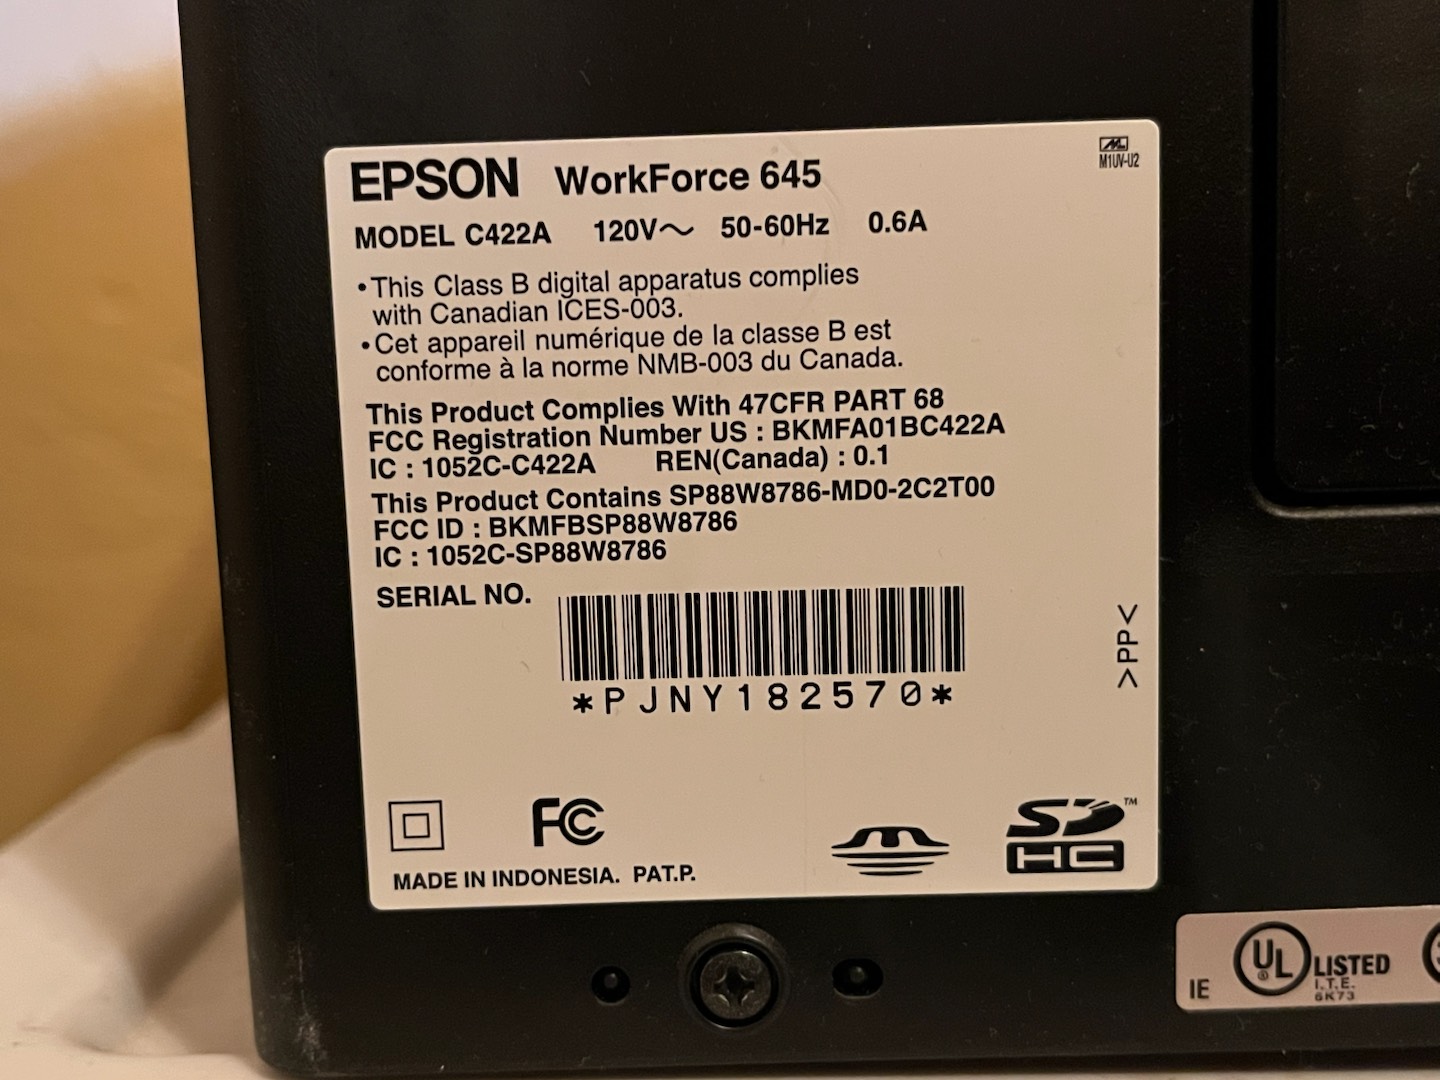 EPSON WorkForce 645
M1UV-U2
MODEL C422A 120V～ 50-60Hz 0.6A
•This Class B digital apparatus complies
with Canadian ICES-003.
•Cet appareil numérique de la classe B est
conforme à la norme NMB-003 du Canada.
This Product Complies With 47CFR PART 68
FCC Registration Number US : BKMFA01BC422A
IC : 1052C-C422A REN(Canada) : 0.1
This Product Contains SP88W8786-MD0-2C2T00
FCC ID : BKMFBSP88W8786
IC : 1052C-SP88W8786
SERIAL NO.
*PJNY182570*
>PP<
FC
SD™
HC
MADE IN INDONESIA. PAT.P.
IE UL® LISTED
I.T.E.
6K73